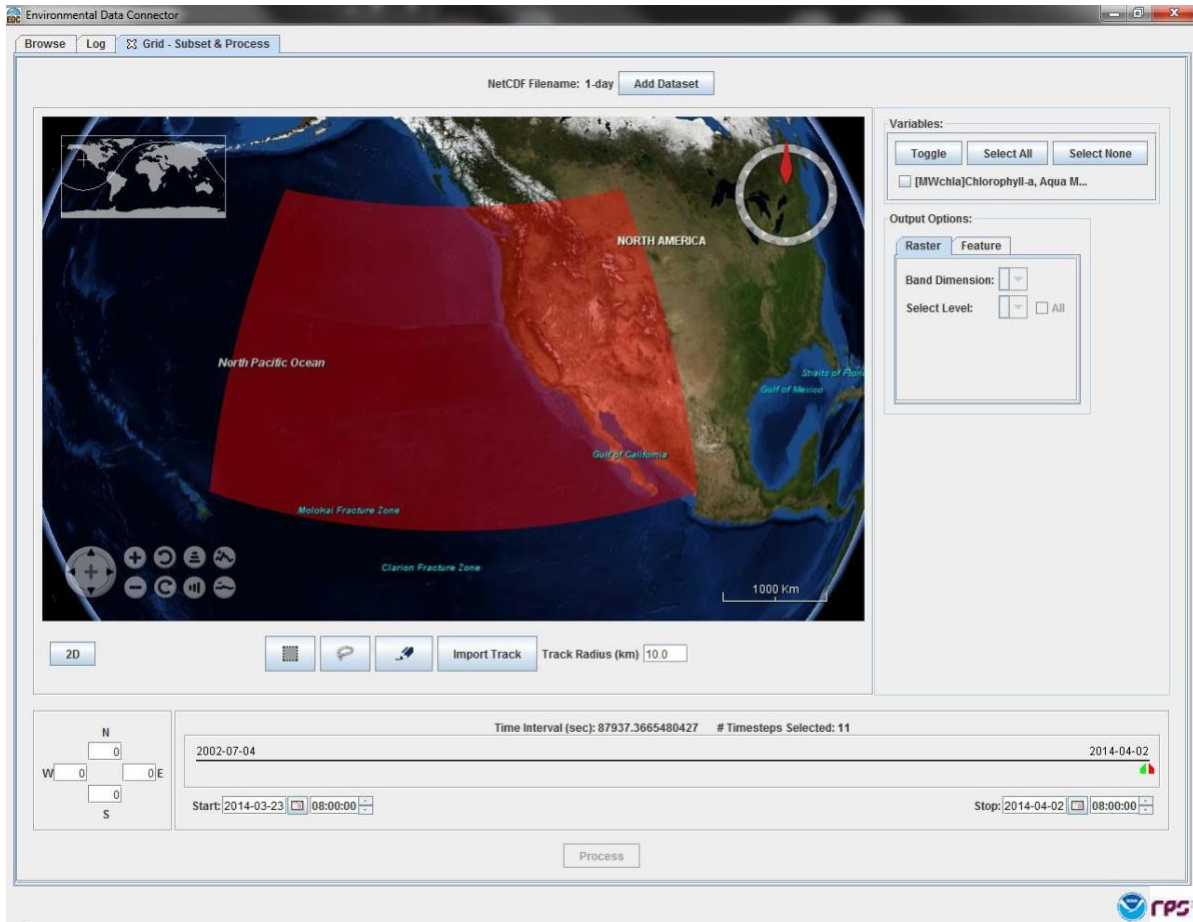 EDC Environmental Data Connector
Browse Log Grid - Subset & Process
NetCDF Filename: 1-day Add Dataset
Variables:
Toggle Select All Select None
[MWchla]Chlorophyll-a, Aqua M...
Output Options:
Raster Feature
Band Dimension:
Select Level: All
NORTH AMERICA
North Pacific Ocean
Straits of Flori
Gulf of Mexico
Gulf of California
Molokai Fracture Zone
Clarion Fracture Zone
1000 Km
2D Import Track Track Radius (km) 10.0
N
0
W 0 0 E
0
S
Time Interval (sec): 87937.3665480427 # Timesteps Selected: 11
2002-07-04 2014-04-02
Start: 2014-03-23 08:00:00 Stop: 2014-04-02 08:00:00
Process
rps